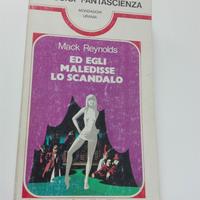 FANTASCIENZA
MONDADORI
URANIA
Mack Reynolds
ED EGLI
MALEDISSE
LO SCANDALO